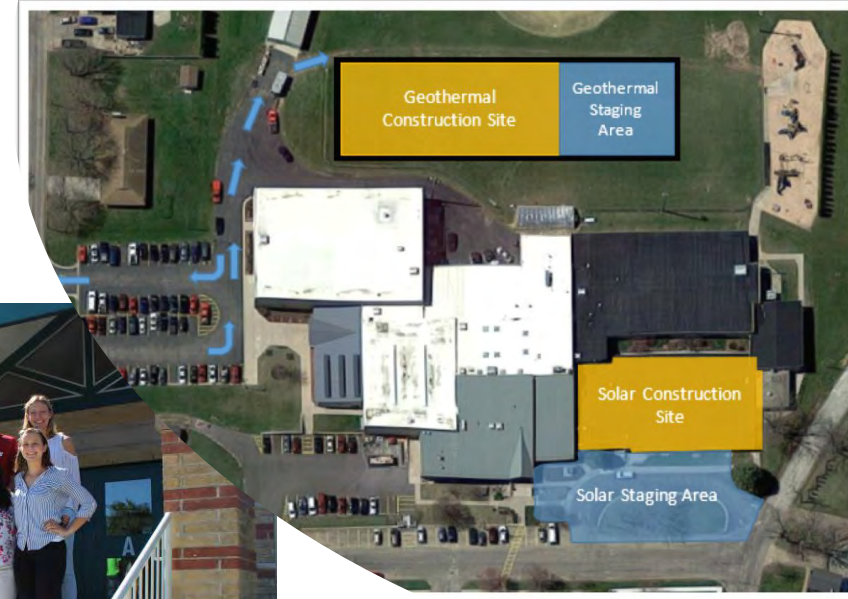 Geothermal
Construction Site
Geothermal
Staging
Area
Solar Construction
Site
Solar Staging Area
A